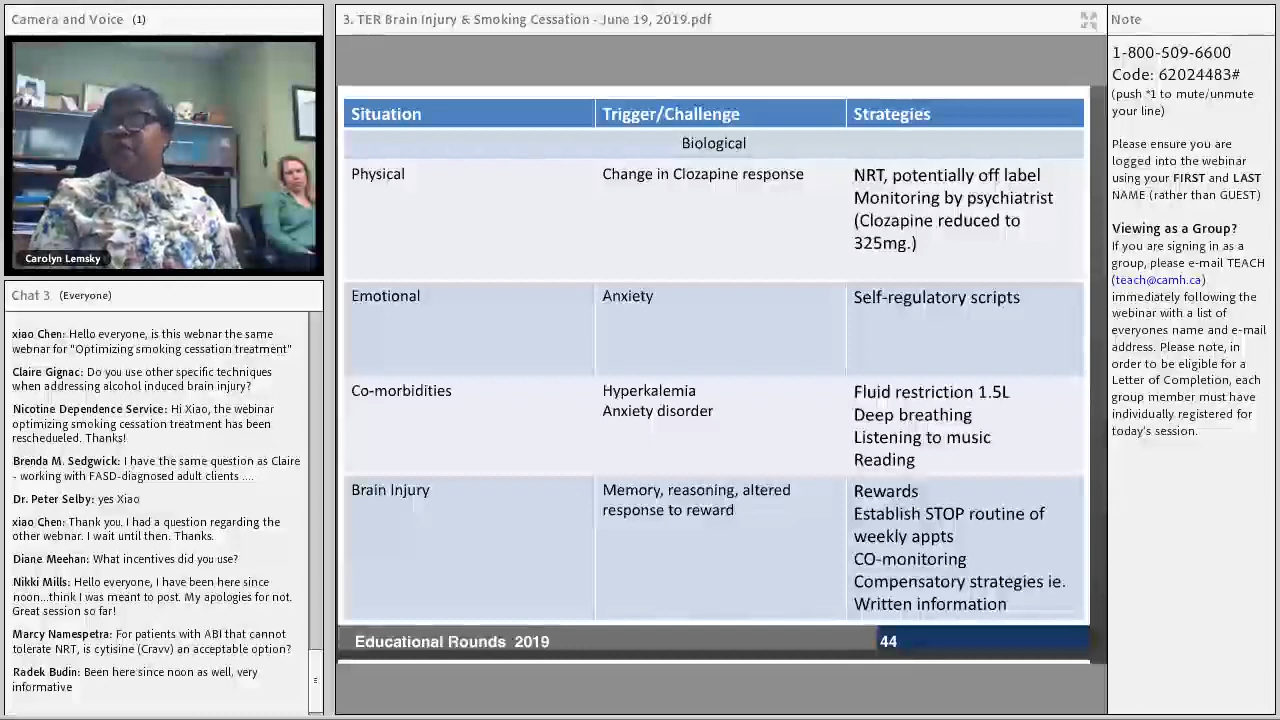 Camera and Voice (1)
Carolyn Lemsky
Chat 3 (Everyone)
xiao Chen: Hello everyone, is this webnar the same
webnar for "Optimizing smoking cessation treatment"
Claire Gignac: Do you use other specific techniques
when addressing alcohol induced brain injury?
Nicotine Dependence Service: Hi Xiao, the webinar
optimizing smoking cessation treatment has been
reschedueled. Thanks!
Brenda M. Sedgwick: I have the same question as Claire
- working with FASD-diagnosed adult clients ....
Dr. Peter Selby: yes Xiao
xiao Chen: Thank you. I had a question regarding the
other webinar. I wait until then. Thanks.
Diane Meehan: What incentives did you use?
Nikki Mills: Hello everyone, I have been here since
noon...think I was meant to post. My apologies for not.
Great session so far!
Marcy Namespetra: For patients with ABI that cannot
tolerate NRT, is cytisine (Cravv) an acceptable option?
Radek Budin: Been here since noon as well, very
informative
3. TER Brain Injury & Smoking Cessation - June 19, 2019.pdf
Situation Trigger/Challenge Strategies
Biological
Physical Change in Clozapine response NRT, potentially off label
Monitoring by psychiatrist
(Clozapine reduced to
325mg.)
Emotional Anxiety Self-regulatory scripts
Co-morbidities Hyperkalemia Fluid restriction 1.5L
Anxiety disorder Deep breathing
Listening to music
Reading
Brain Injury Memory, reasoning, altered Rewards
response to reward Establish STOP routine of
weekly appts
CO-monitoring
Compensatory strategies ie.
Written information
Educational Rounds 2019 44
Note
1-800-509-6600
Code: 62024483#
(push *1 to mute/unmute
your line)
Please ensure you are
logged into the webinar
using your FIRST and LAST
NAME (rather than GUEST)
Viewing as a Group?
If you are signing in as a
group, please e-mail TEACH
(teach@camh.ca)
immediately following the
webinar with a list of
everyones name and e-mail
address. Please note, in
order to be eligible for a
Letter of Completion, each
group member must have
individually registered for
today's session.